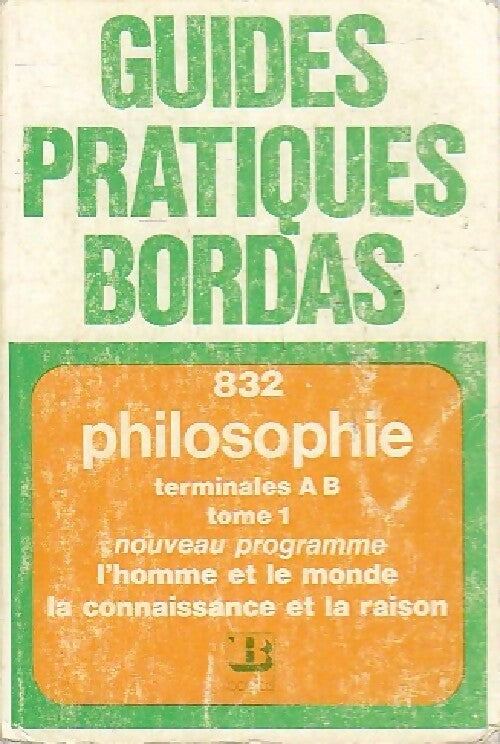 GUIDES
PRATIQUES
BORDAS
832
philosophie
terminales A B
tome 1
nouveau programme
l'homme et le monde
la connaissance et la raison
B